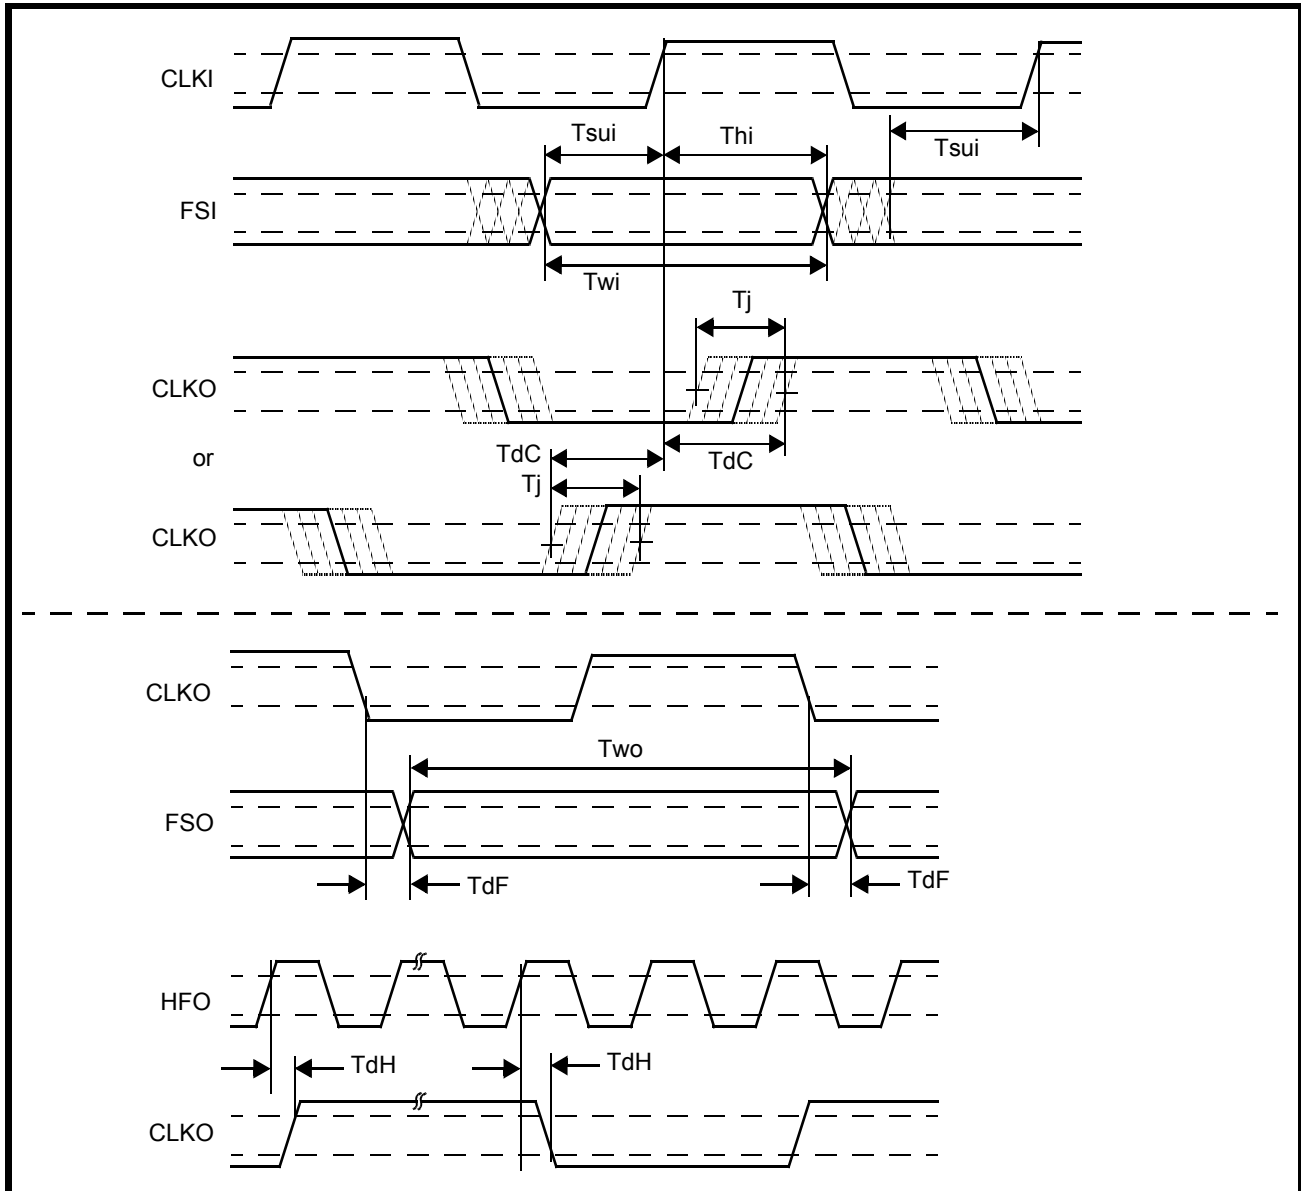 CLKI
Tsui
Thi
Tsui
FSI
Twi
Tj
CLKO
or
TdC
TdC
Tj
CLKO
CLKO
Two
FSO
TdF
TdF
HFO
TdH
TdH
CLKO